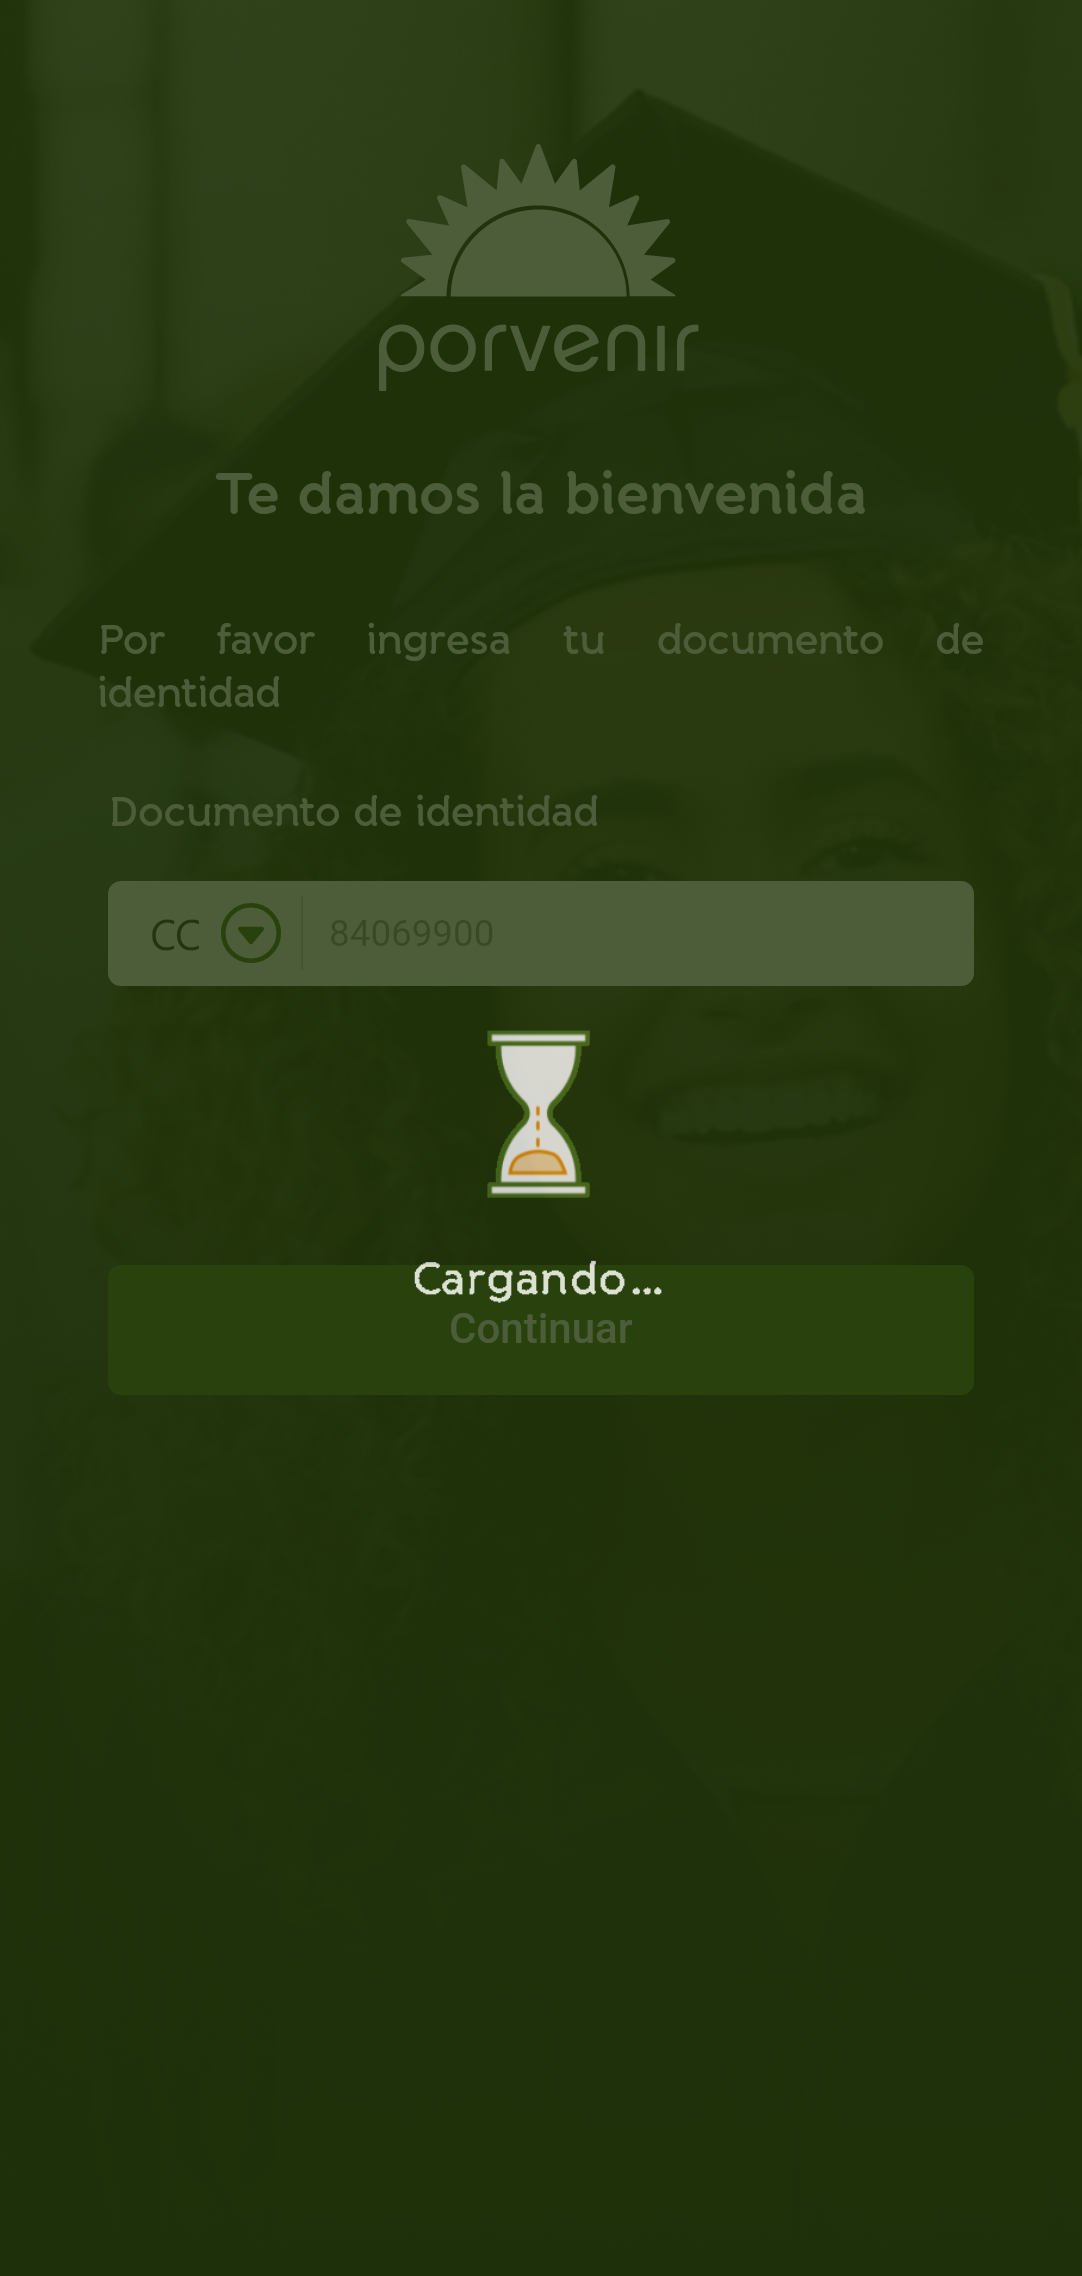 porvenir
Te damos la bienvenida
Por favor ingresa tu documento de
identidad
Documento de identidad
CC 84069900
Cargando...
Continuar